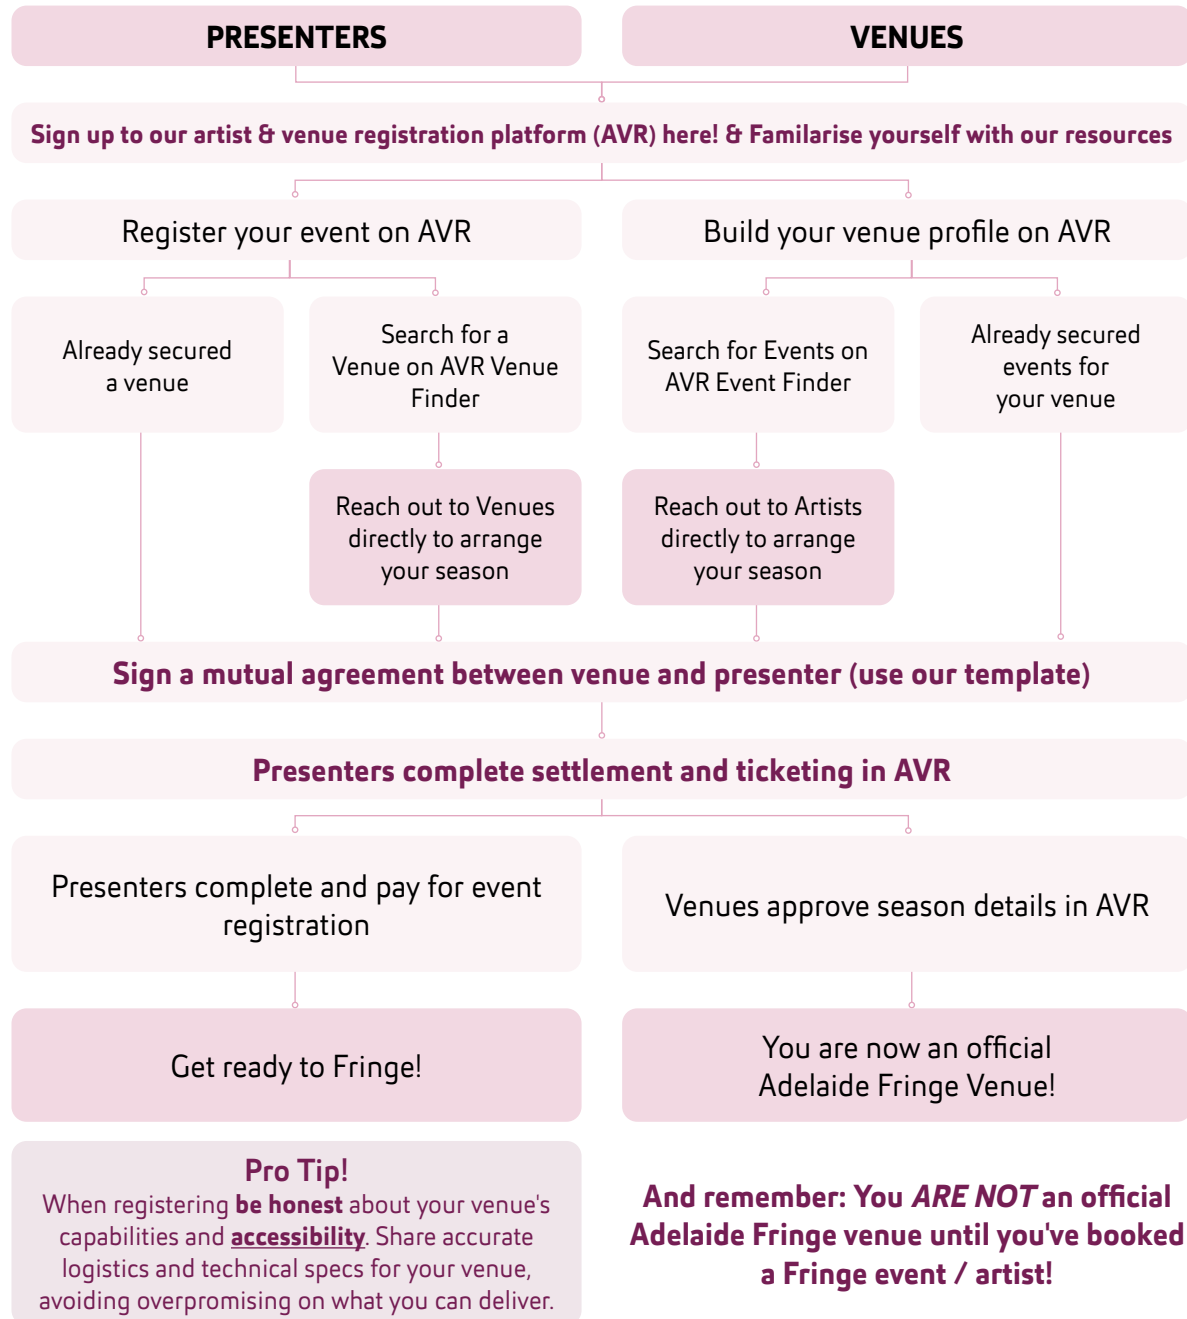 PRESENTERS
VENUES
Sign up to our artist & venue registration platform (AVR) here! & Familarise yourself with our resources
Register your event on AVR
Build your venue profile on AVR
Already secured
a venue
Search for a
Venue on AVR Venue
Finder
Search for Events on
AVR Event Finder
Already secured
events for
your venue
Reach out to Venues
directly to arrange
your season
Reach out to Artists
directly to arrange
your season
Sign a mutual agreement between venue and presenter (use our template)
Presenters complete settlement and ticketing in AVR
Presenters complete and pay for event
registration
Venues approve season details in AVR
Get ready to Fringe!
You are now an official
Adelaide Fringe Venue!
Pro Tip!
When registering be honest about your venue's
capabilities and accessibility. Share accurate
logistics and technical specs for your venue,
avoiding overpromising on what you can deliver.
And remember: You ARE NOT an official
Adelaide Fringe venue until you've booked
a Fringe event / artist!